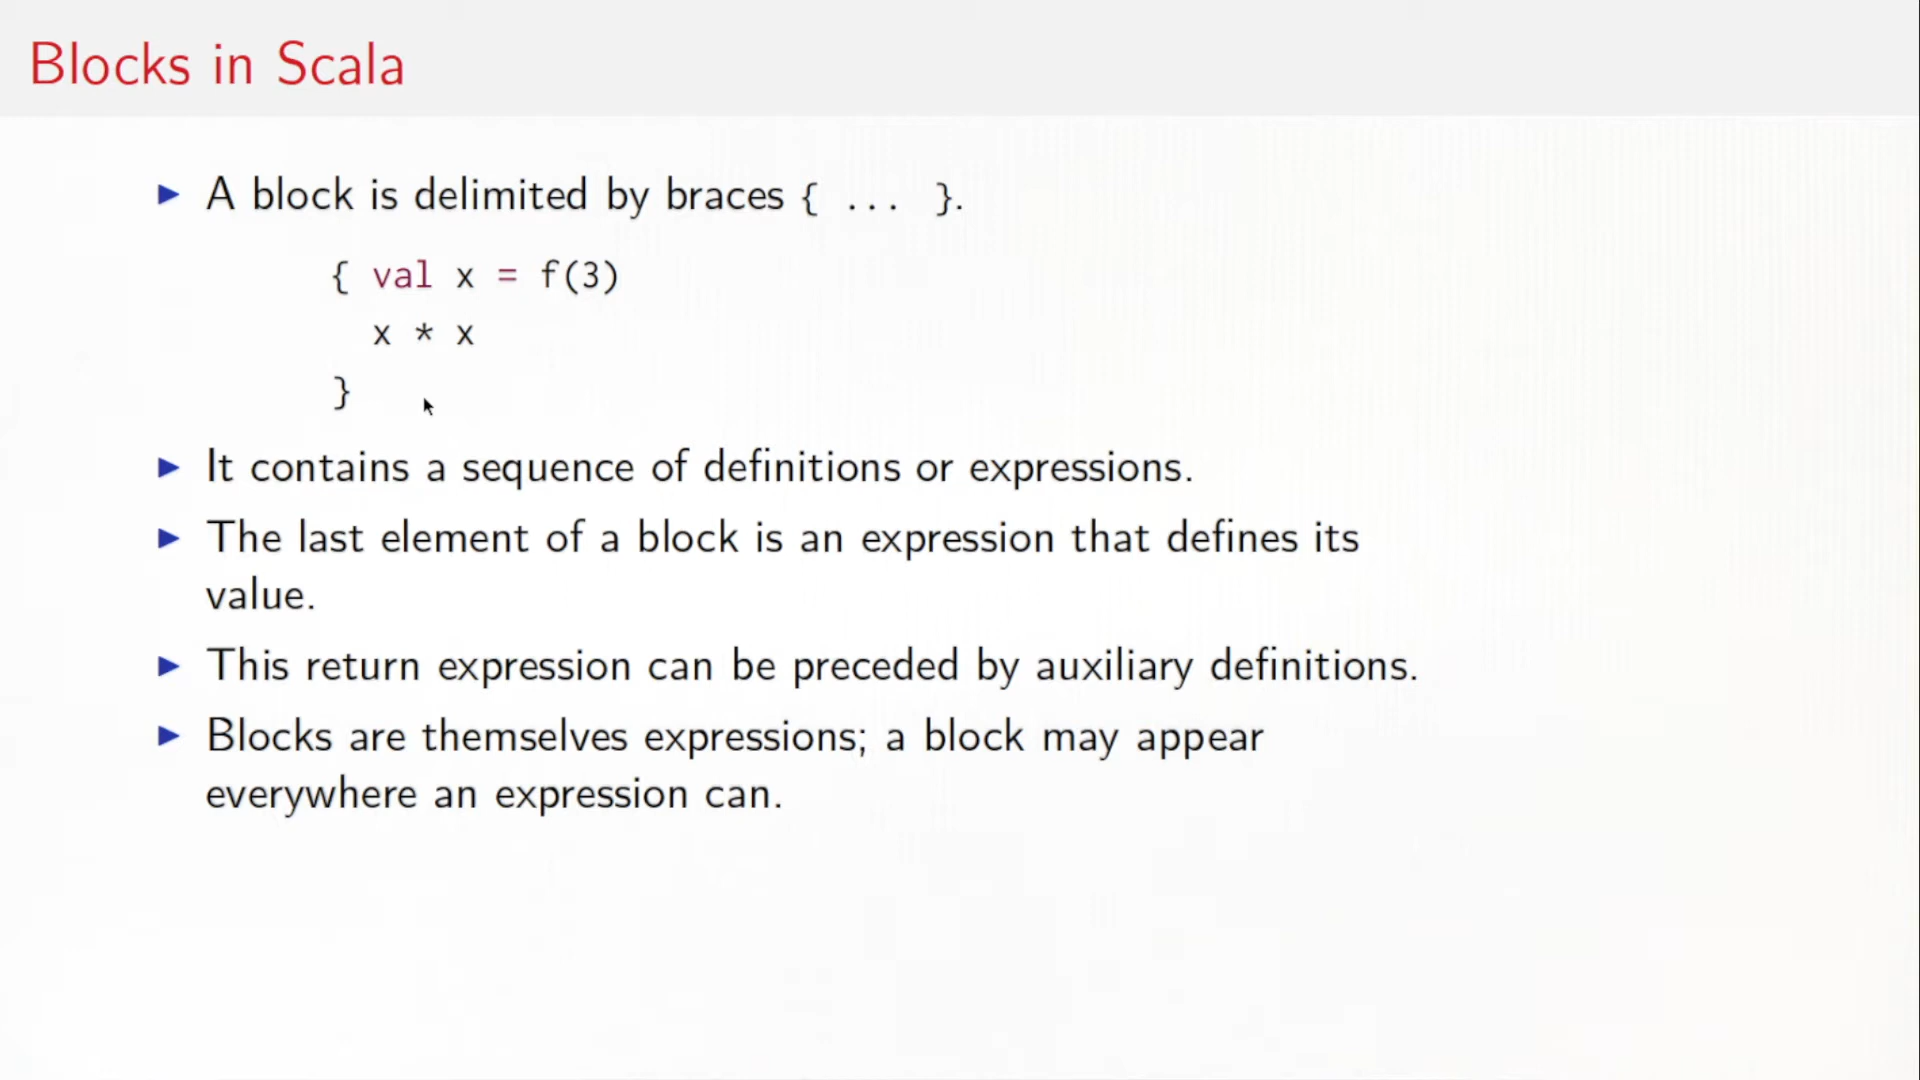 Blocks in Scala
A block is delimited by braces { ... }.
{ val x = f(3)
x * x
}
It contains a sequence of definitions or expressions.
The last element of a block is an expression that defines its
value.
This return expression can be preceded by auxiliary definitions.
Blocks are themselves expressions; a block may appear
everywhere an expression can.